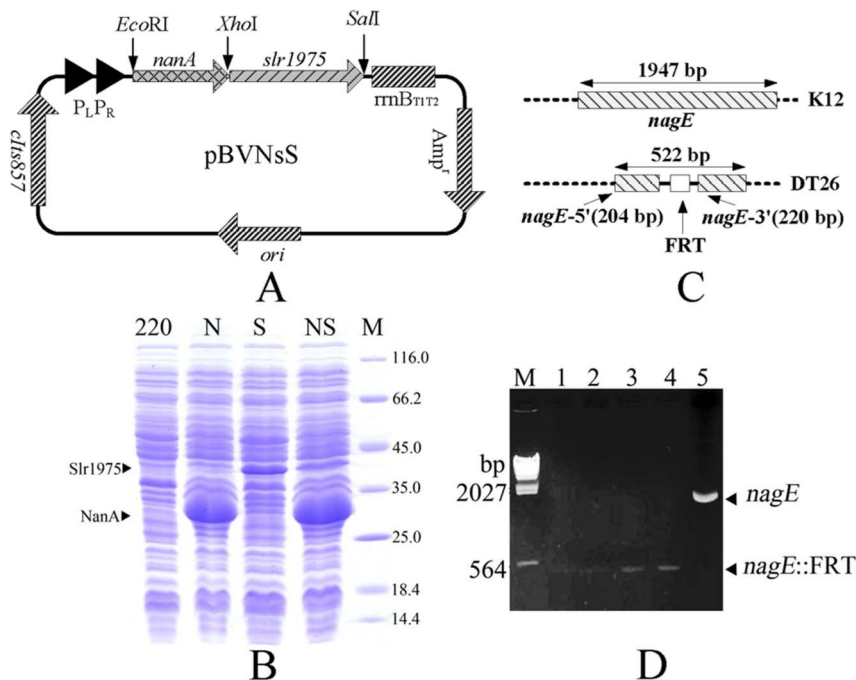 EcoRI
XhoI
SalI
nanA
slr1975
PLPR
rrnBT1T2
cIts857
pBVNsS
Ampr
ori
A
1947 bp
nagE
K12
522 bp
DT26
nagE-5'(204 bp)
nagE-3'(220 bp)
FRT
C
220 N S NS M
116.0
66.2
45.0
Slr1975
35.0
NanA
25.0
18.4
14.4
B
M 1 2 3 4 5
bp
2027
nagE
564
nagE::FRT
D